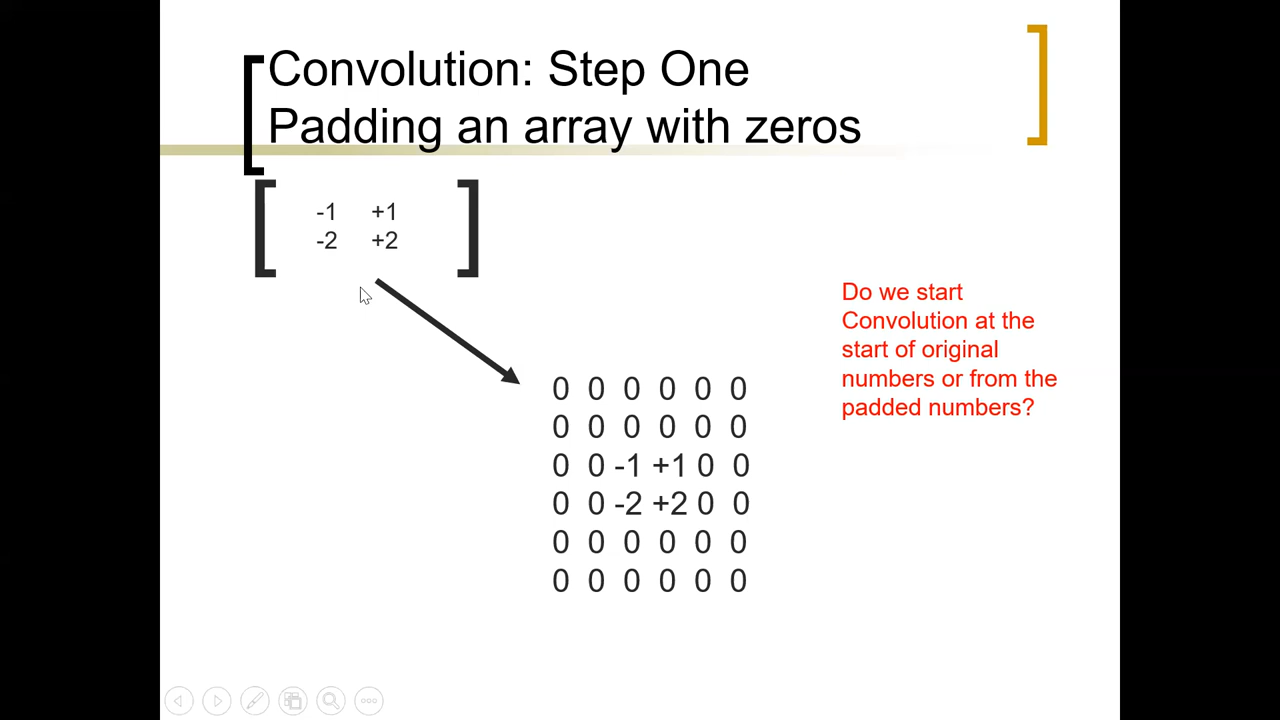 Convolution: Step One
Padding an array with zeros
-1 +1
-2 +2
Do we start
Convolution at the
start of original
numbers or from the
padded numbers?
0 0 0 0 0 0
0 0 0 0 0 0
0 0 -1 +1 0 0
0 0 -2 +2 0 0
0 0 0 0 0 0
0 0 0 0 0 0